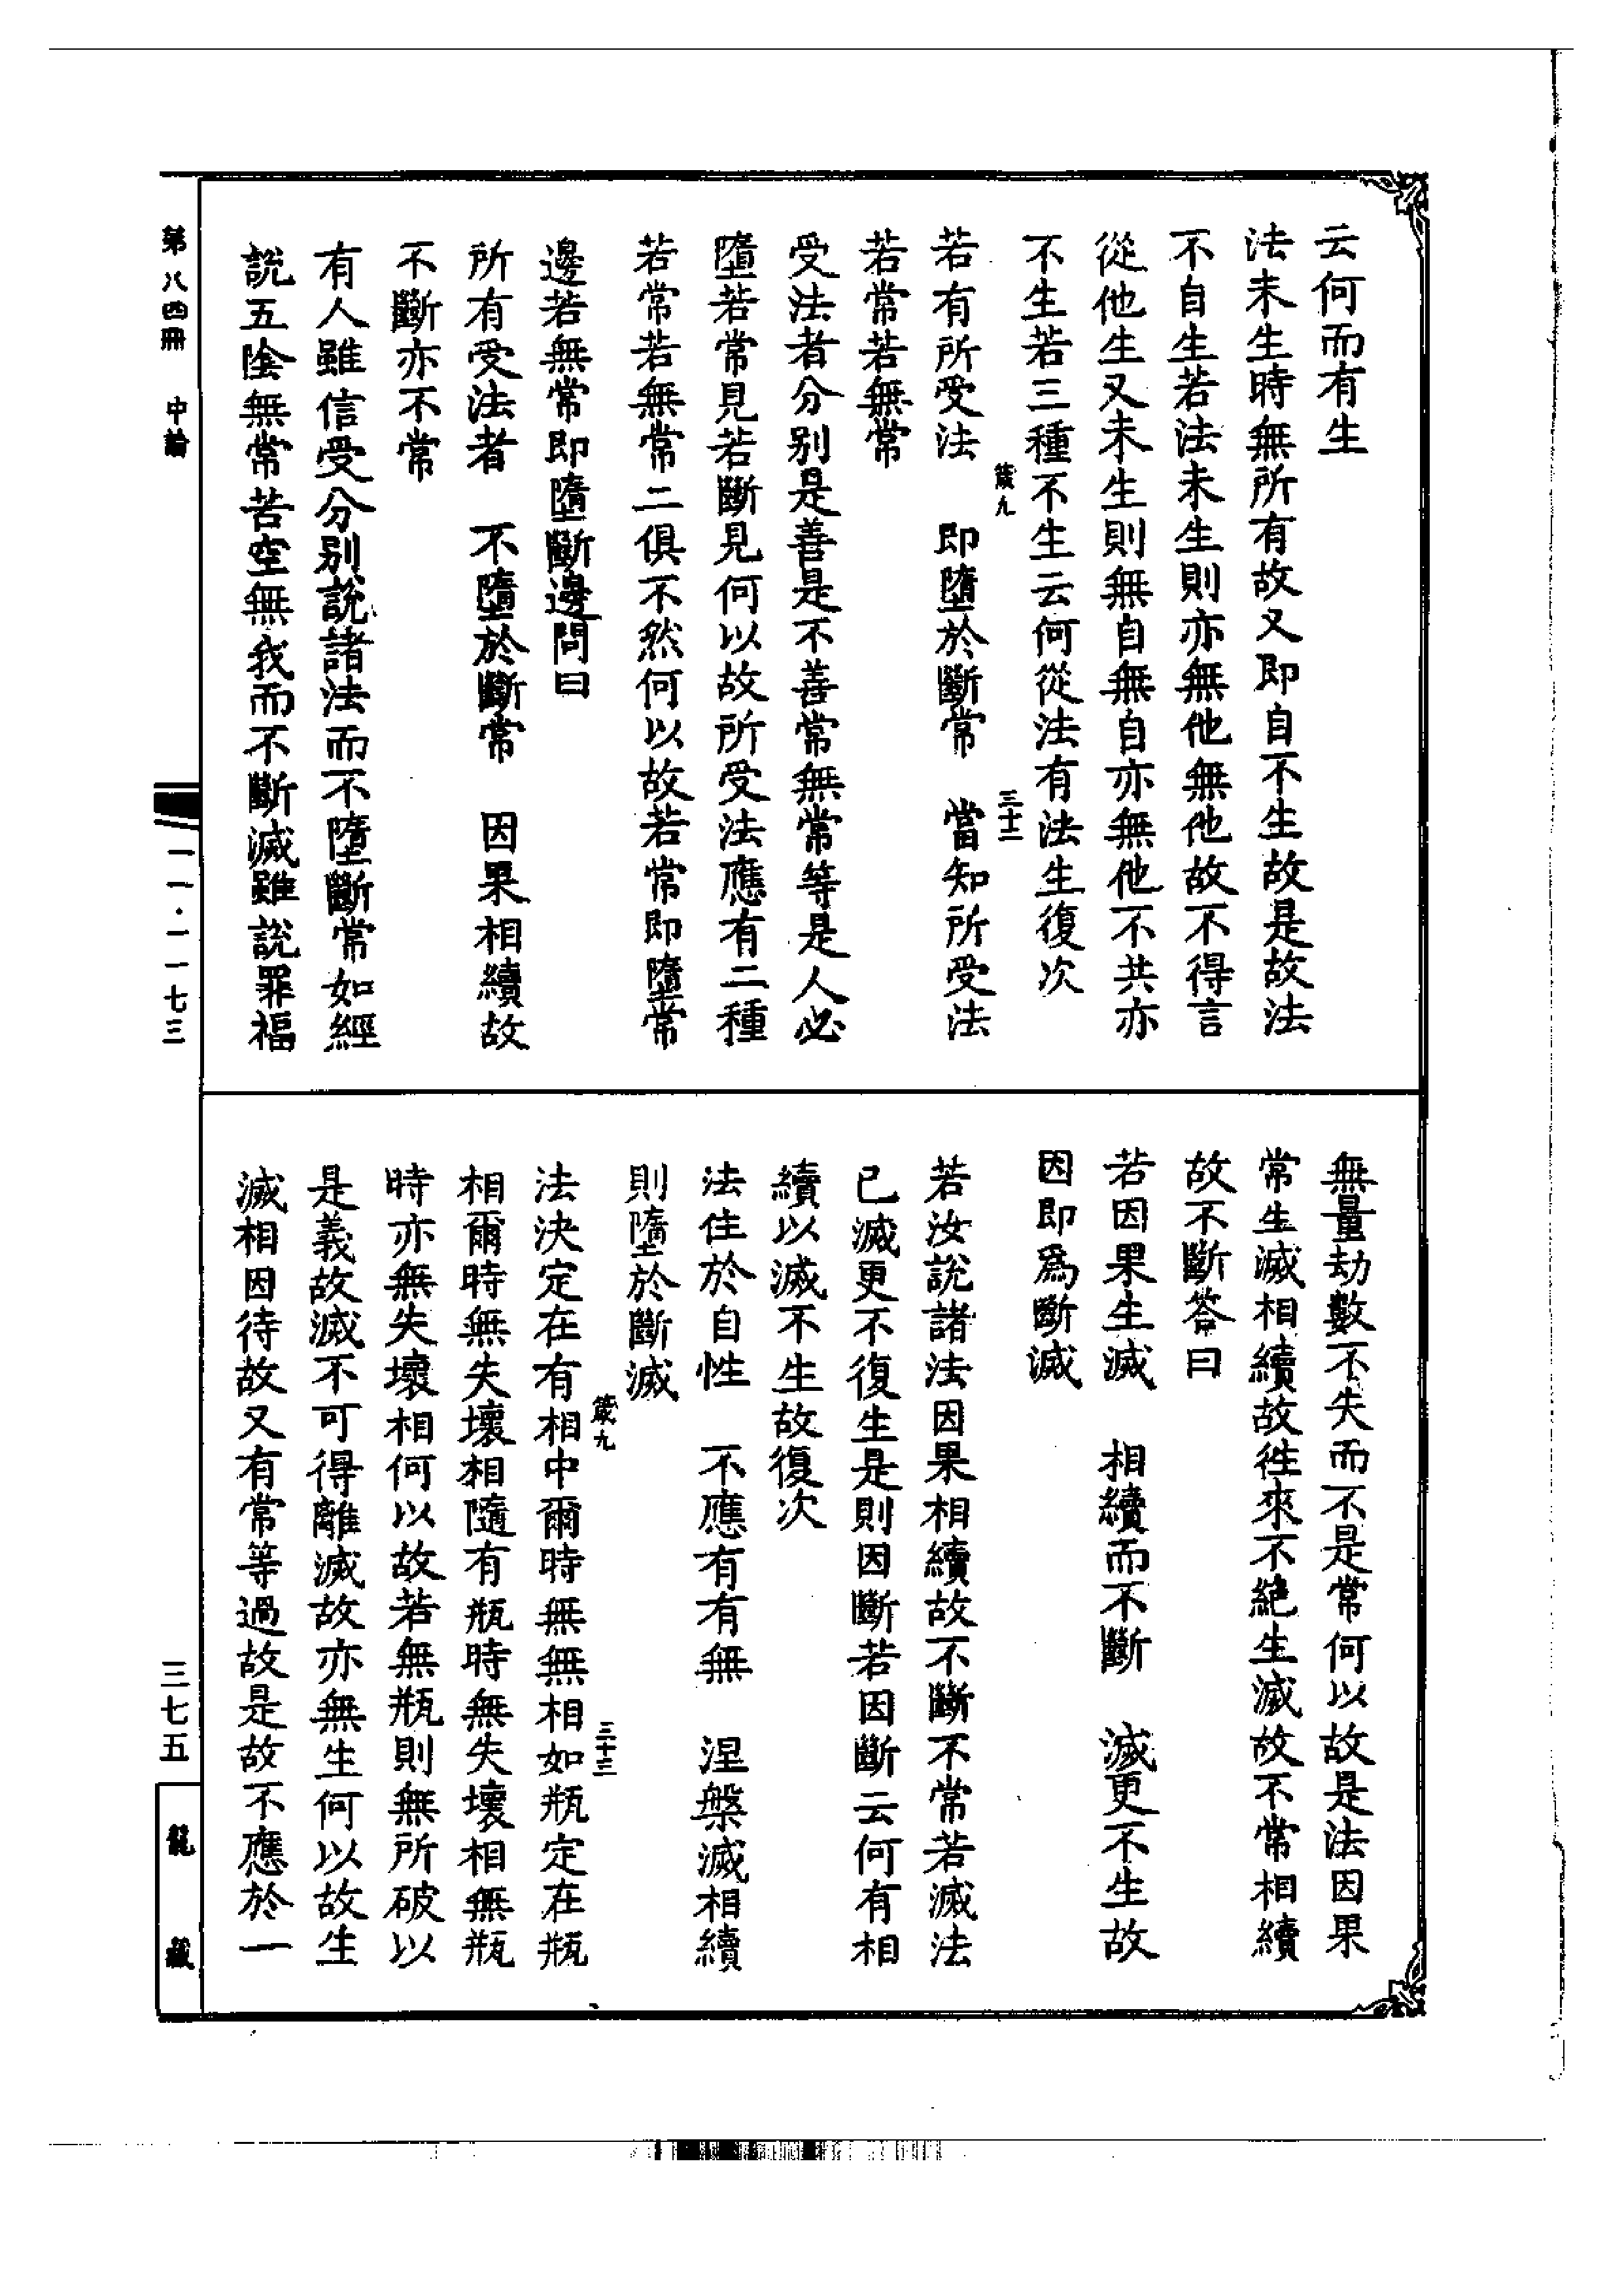 云何而有生
法未生時無所有故又即自不生故是故法
不自生若法未生則亦無他無他故不得言
從他生又未生則無自無自亦無他不共亦
不生若三種不生云何從法有法生復次
箴九
三十二
若有所受法　即墮於斷常　當知所受法
若常若無常
受法者分別是善是不善常無常等是人必
墮若常見若斷見何以故所受法應有二種
若常若無常二俱不然何以故若常即墮常
邊若無常即墮斷邊問曰
所有受法者　不墮於斷常　因果相續故
不斷亦不常
有人雖信受分別說諸法而不墮斷常如經
說五陰無常苦空無我而不斷滅雖說罪福
無量劫數不失而不是常何以故是法因果
常生滅相續故徃來不絕生滅故不常相續
故不斷答曰
若因果生滅　相續而不斷　滅更不生故
因即爲斷滅
若汝說諸法因果相續故不斷不常若滅法
已滅更不復生是則因斷若因斷云何有相
續以滅不生故復次
法住於自性　不應有有無　涅槃滅相續
則墮於斷滅
箴九
三十三
法決定在有相中爾時無無相如瓶定在瓶
相爾時無失壞相隨有瓶時無失壞相無瓶
時亦無失壞相何以故若無瓶則無所破以
是義故滅不可得離滅故亦無生何以故生
滅相因待故又有常等過故是故不應於一
第八四冊　中論
一一·一一七三
三七五
龍藏